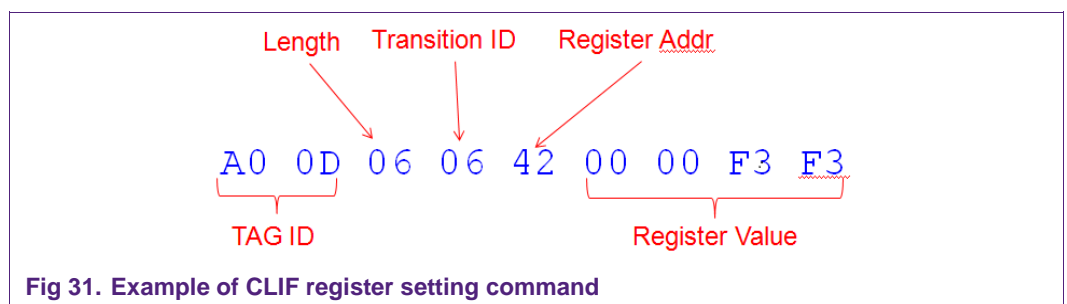 Length Transition ID Register Addr
A0 0D 06 06 42 00 00 F3 F3
TAG ID Register Value
Fig 31. Example of CLIF register setting command